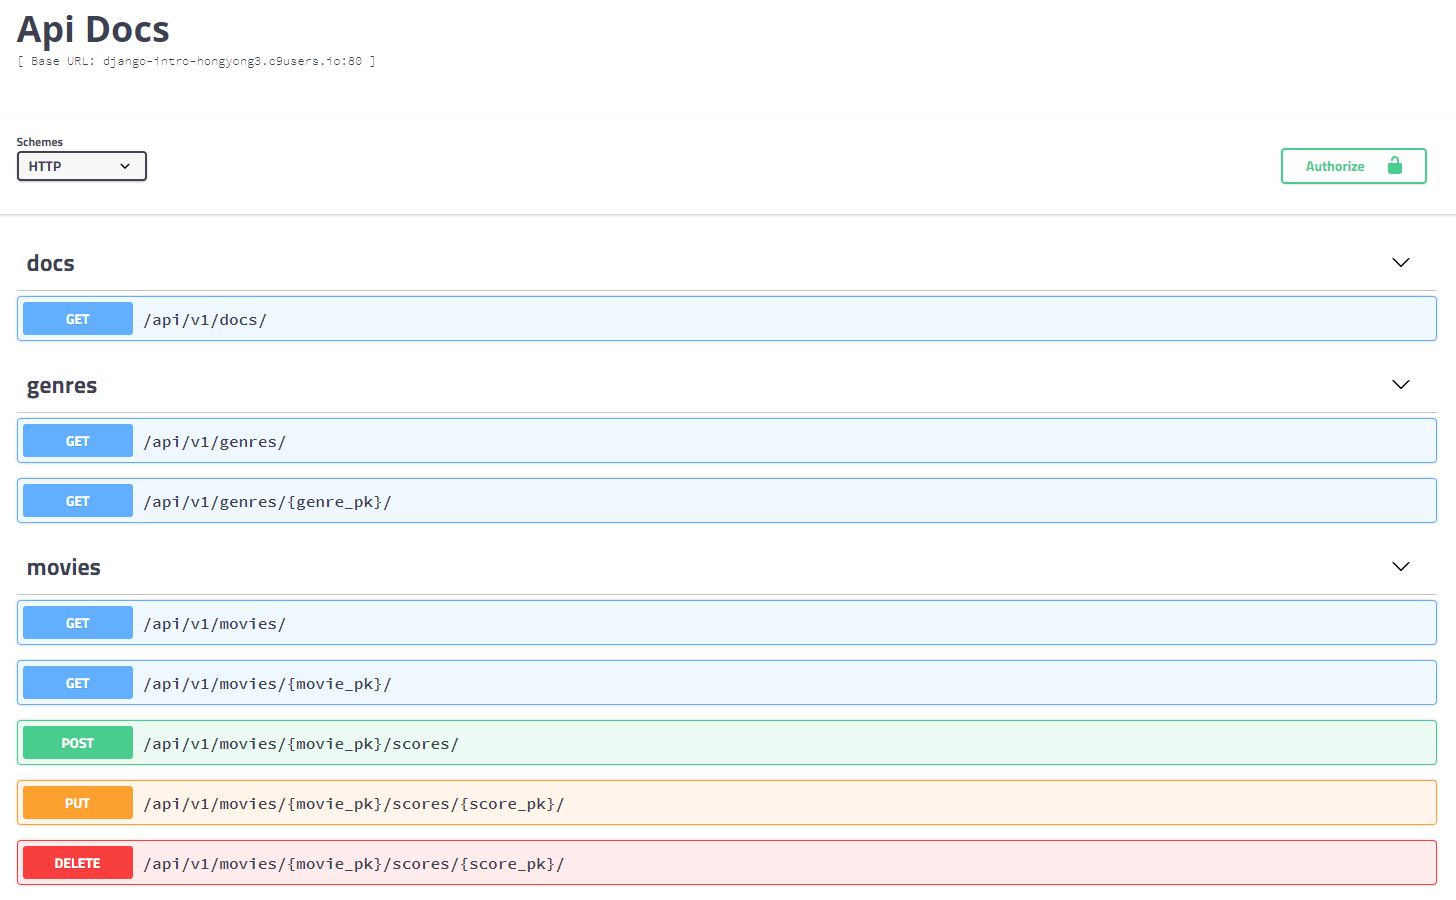 Api Docs
[ Base URL: django-intro-hongyong3.c9users.io:80 ]
Schemes
HTTP
Authorize
docs
GET /api/v1/docs/
genres
GET /api/v1/genres/
GET /api/v1/genres/{genre_pk}/
movies
GET /api/v1/movies/
GET /api/v1/movies/{movie_pk}/
POST /api/v1/movies/{movie_pk}/scores/
PUT /api/v1/movies/{movie_pk}/scores/{score_pk}/
DELETE /api/v1/movies/{movie_pk}/scores/{score_pk}/